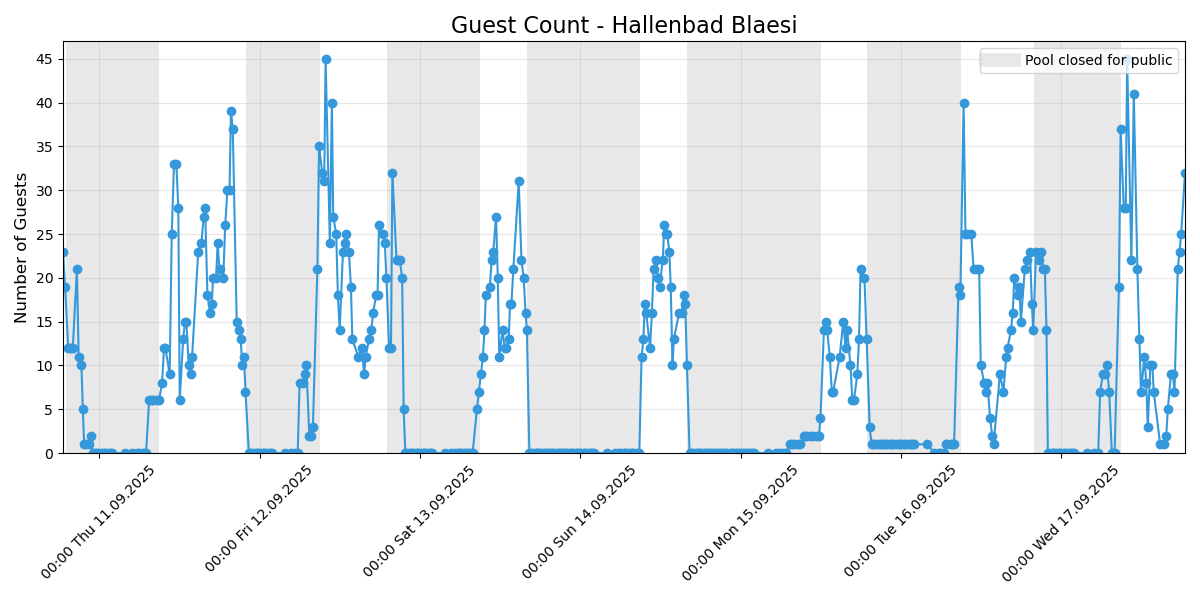 Guest Count - Hallenbad Blaesi
Pool closed for public
Number of Guests
45
40
35
30
25
20
15
10
5
0
00:00 Thu 11.09.2025
00:00 Fri 12.09.2025
00:00 Sat 13.09.2025
00:00 Sun 14.09.2025
00:00 Mon 15.09.2025
00:00 Tue 16.09.2025
00:00 Wed 17.09.2025